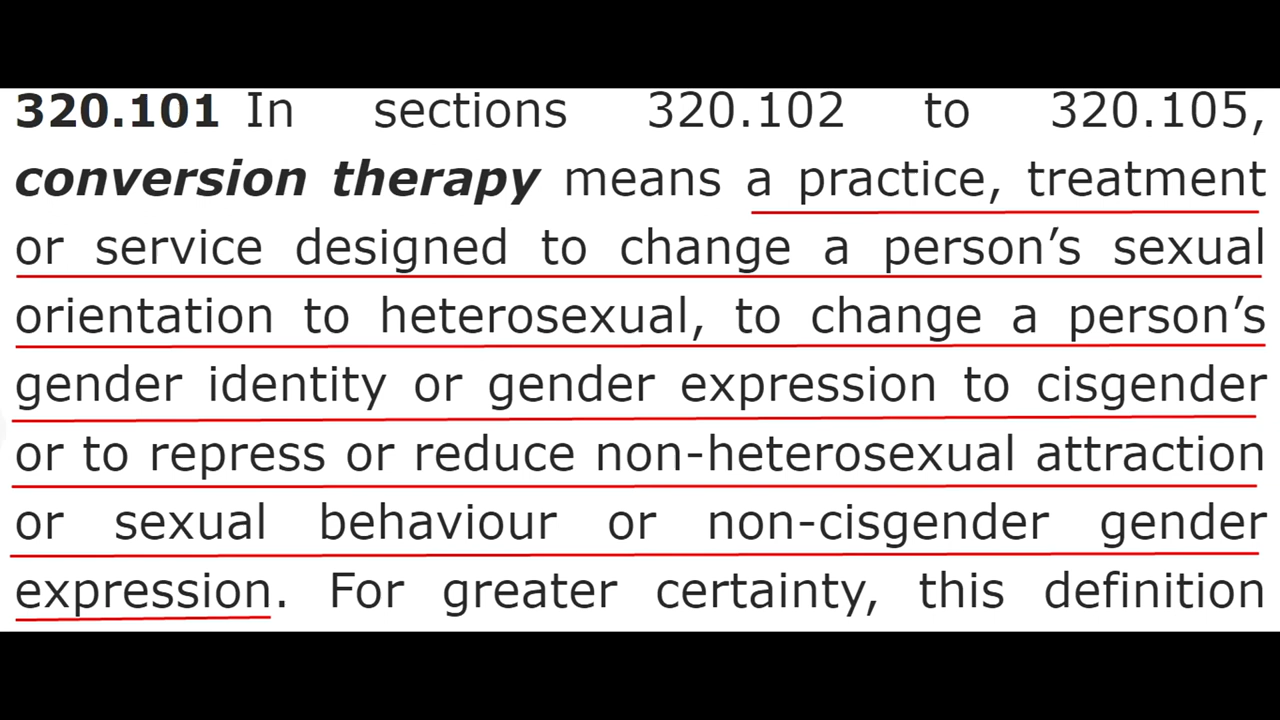 320.101 In sections 320.102 to 320.105,
conversion therapy means a practice, treatment
or service designed to change a person’s sexual
orientation to heterosexual, to change a person’s
gender identity or gender expression to cisgender
or to repress or reduce non-heterosexual attraction
or sexual behaviour or non-cisgender gender
expression. For greater certainty, this definition